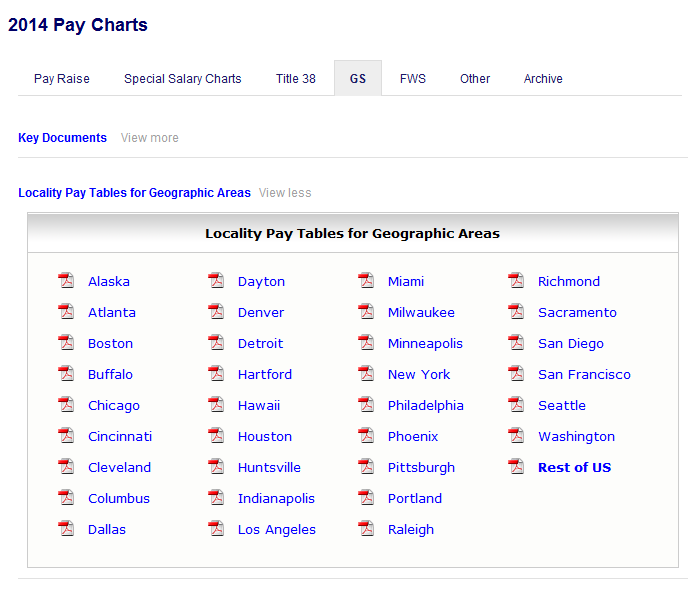 2014 Pay Charts
Pay Raise Special Salary Charts Title 38 GS FWS Other Archive
Key Documents View more
Locality Pay Tables for Geographic Areas View less
Locality Pay Tables for Geographic Areas
Alaska Dayton Miami Richmond
Atlanta Denver Milwaukee Sacramento
Boston Detroit Minneapolis San Diego
Buffalo Hartford New York San Francisco
Chicago Hawaii Philadelphia Seattle
Cincinnati Houston Phoenix Washington
Cleveland Huntsville Pittsburgh Rest of US
Columbus Indianapolis Portland
Dallas Los Angeles Raleigh